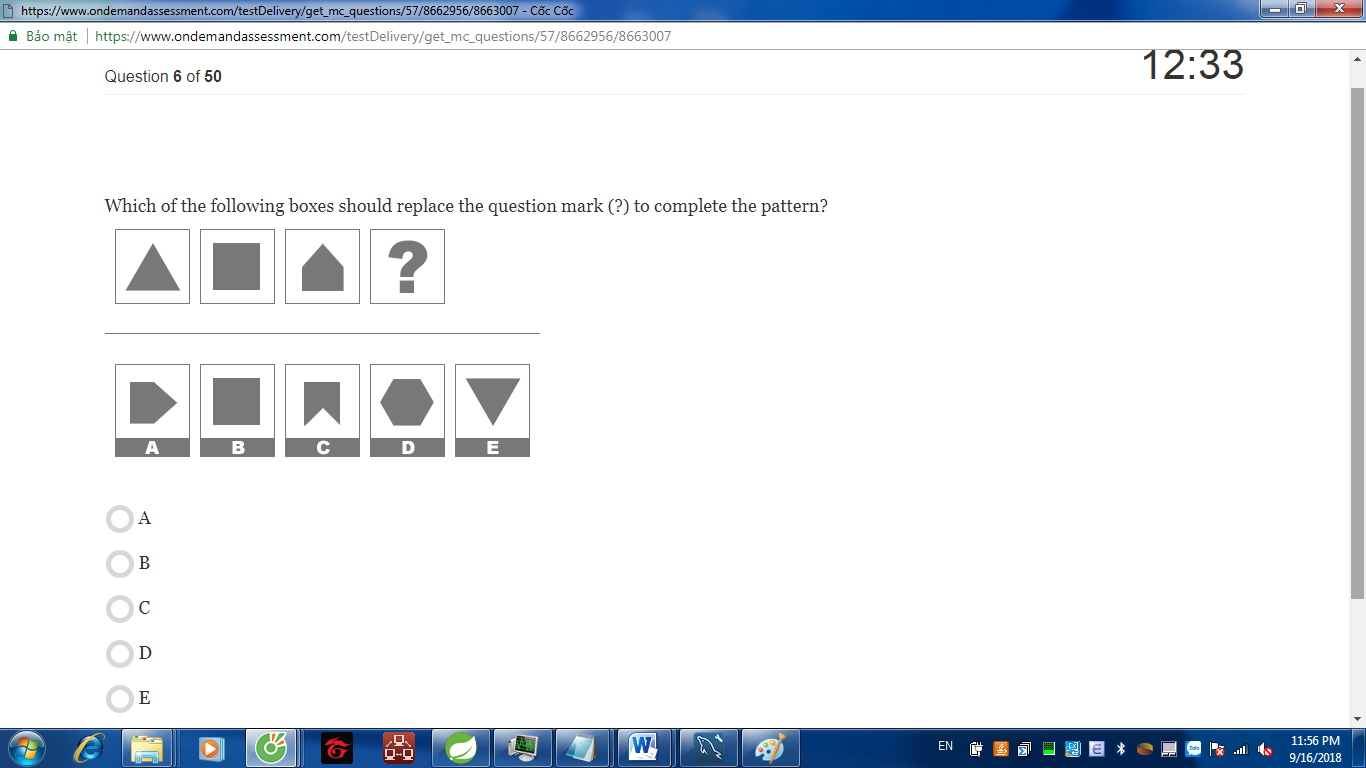 https://www.ondemandassessment.com/testDelivery/get_mc_questions/57/8662956/8663007 - Cốc Cốc
Bảo mật https://www.ondemandassessment.com/testDelivery/get_mc_questions/57/8662956/8663007
12:33
Question 6 of 50
Which of the following boxes should replace the question mark (?) to complete the pattern?
?
A B C D E
A
B
C
D
E
EN
11:56 PM
9/16/2018